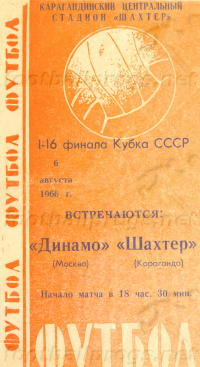 КАРАГАНДИНСКИЙ ЦЕНТРАЛЬНЫЙ
СТАДИОН «ШАХТЕР»
ФУТБОЛ ФУТБОЛ ФУТБОЛ
1-16 финала Кубка СССР
6
августа
1966 г.
ВСТРЕЧАЮТСЯ:
«Динамо» «Шахтер»
(Москва) (Караганда)
Начало матча в 18 час. 30 мин.
ФУТБОЛ